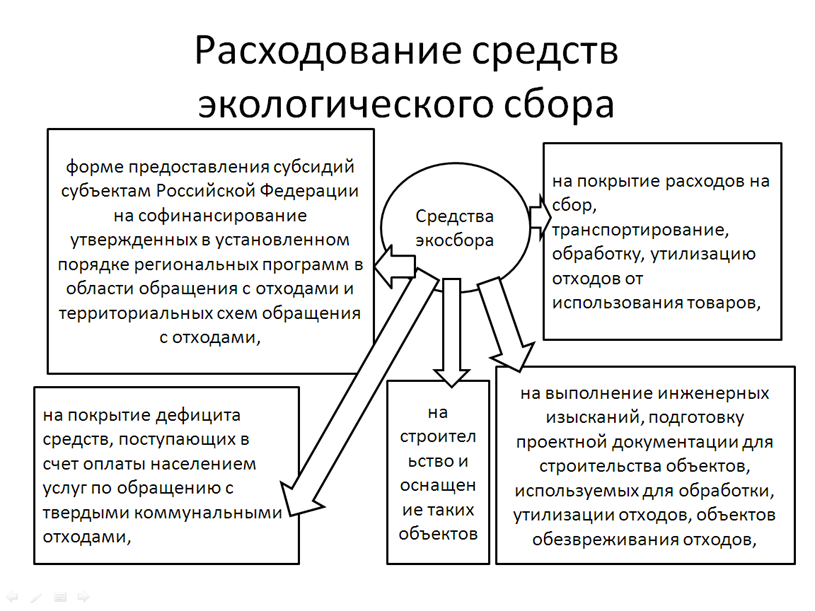 Расходование средств
экологического сбора
форме предоставления субсидий
субъектам Российской Федерации
на софинансирование
утвержденных в установленном
порядке региональных программ в
области обращения с отходами и
территориальных схем обращения
с отходами,
Средства
экосбора
на покрытие расходов на
сбор,
транспортирование,
обработку, утилизацию
отходов от
использования товаров,
на покрытие дефицита
средств, поступающих в
счет оплаты населением
услуг по обращению с
твердыми коммунальными
отходами,
на
строител
ьство и
оснащен
ие таких
объектов
на выполнение инженерных
изысканий, подготовку
проектной документации для
строительства объектов,
используемых для обработки,
утилизации отходов, объектов
обезвреживания отходов,